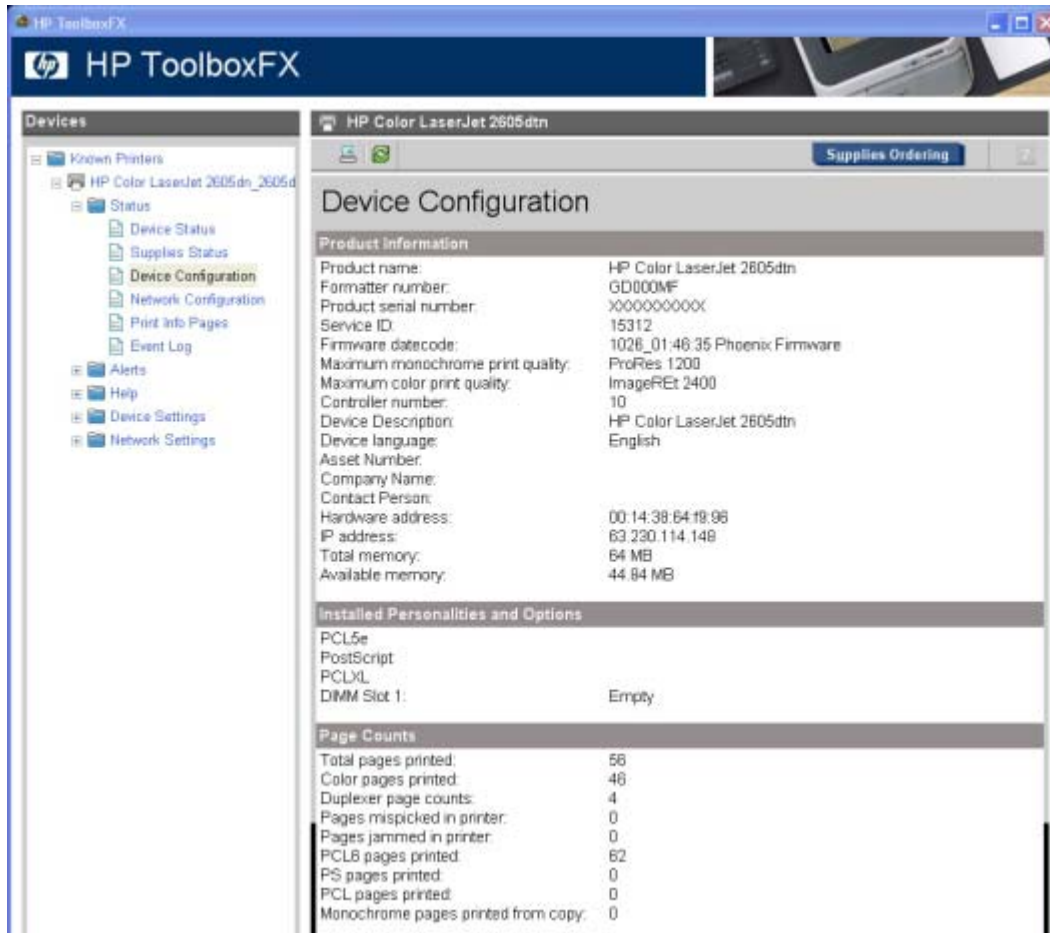 HP ToolboxFX
hp HP ToolboxFX
Devices
Known Printers
HP Color LaserJet 2605dn_2605d
Status
Device Status
Supplies Status
Device Configuration
Network Configuration
Print Info Pages
Event Log
Alerts
Help
Device Settings
Network Settings
HP Color LaserJet 2605dtn
Supplies Ordering
Device Configuration
Product Information
Product name: HP Color LaserJet 2605dtn
Formatter number: GD000MF
Product serial number: XXXXXXXXXX
Service ID: 15312
Firmware datecode: 1026_01:46:35 Phoenix Firmware
Maximum monochrome print quality: ProRes 1200
Maximum color print quality: ImageREt 2400
Controller number: 10
Device Description: HP Color LaserJet 2605dtn
Device language: English
Asset Number:
Company Name:
Contact Person:
Hardware address: 00:14:38:64:f9:96
IP address: 63.230.114.148
Total memory: 64 MB
Available memory: 44.84 MB
Installed Personalities and Options
PCL5e
PostScript
PCLXL
DIMM Slot 1: Empty
Page Counts
Total pages printed: 56
Color pages printed: 46
Duplexer page counts: 4
Pages mispicked in printer: 0
Pages jammed in printer: 0
PCL6 pages printed: 62
PS pages printed: 0
PCL pages printed: 0
Monochrome pages printed from copy: 0